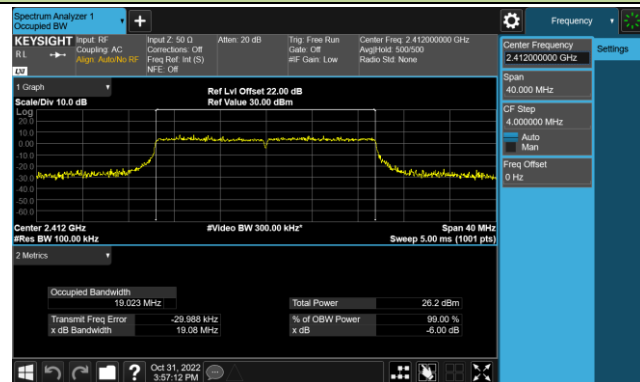 Spectrum Analyzer 1
Occupied BW
Frequency
KEYSIGHT
RL
Input: RF
Coupling: AC
Align: Auto/No RF
Input Z: 50 Ω
Corrections: Off
Freq Ref: Int (S)
NFE: Off
Atten: 20 dB
Trig: Free Run
Gate: Off
#IF Gain: Low
Center Freq: 2.412000000 GHz
Avg|Hold: 500/500
Radio Std: None
Center Frequency
2.412000000 GHz
Settings
Span
40.000 MHz
CF Step
4.000000 MHz
Auto
Man
Freq Offset
0 Hz
1 Graph
Scale/Div 10.0 dB
Ref Lvl Offset 22.00 dB
Ref Value 30.00 dBm
Log
20.0
10.0
0.00
-10.0
-20.0
-30.0
-40.0
-50.0
-60.0
Center 2.412 GHz
#Video BW 300.00 kHz*
Span 40 MHz
#Res BW 100.00 kHz
Sweep 5.00 ms (1001 pts)
2 Metrics
Occupied Bandwidth
19.023 MHz
Total Power 26.2 dBm
Transmit Freq Error -29.988 kHz
% of OBW Power 99.00 %
x dB Bandwidth 19.08 MHz
x dB -6.00 dB
Oct 31, 2022
3:57:12 PM